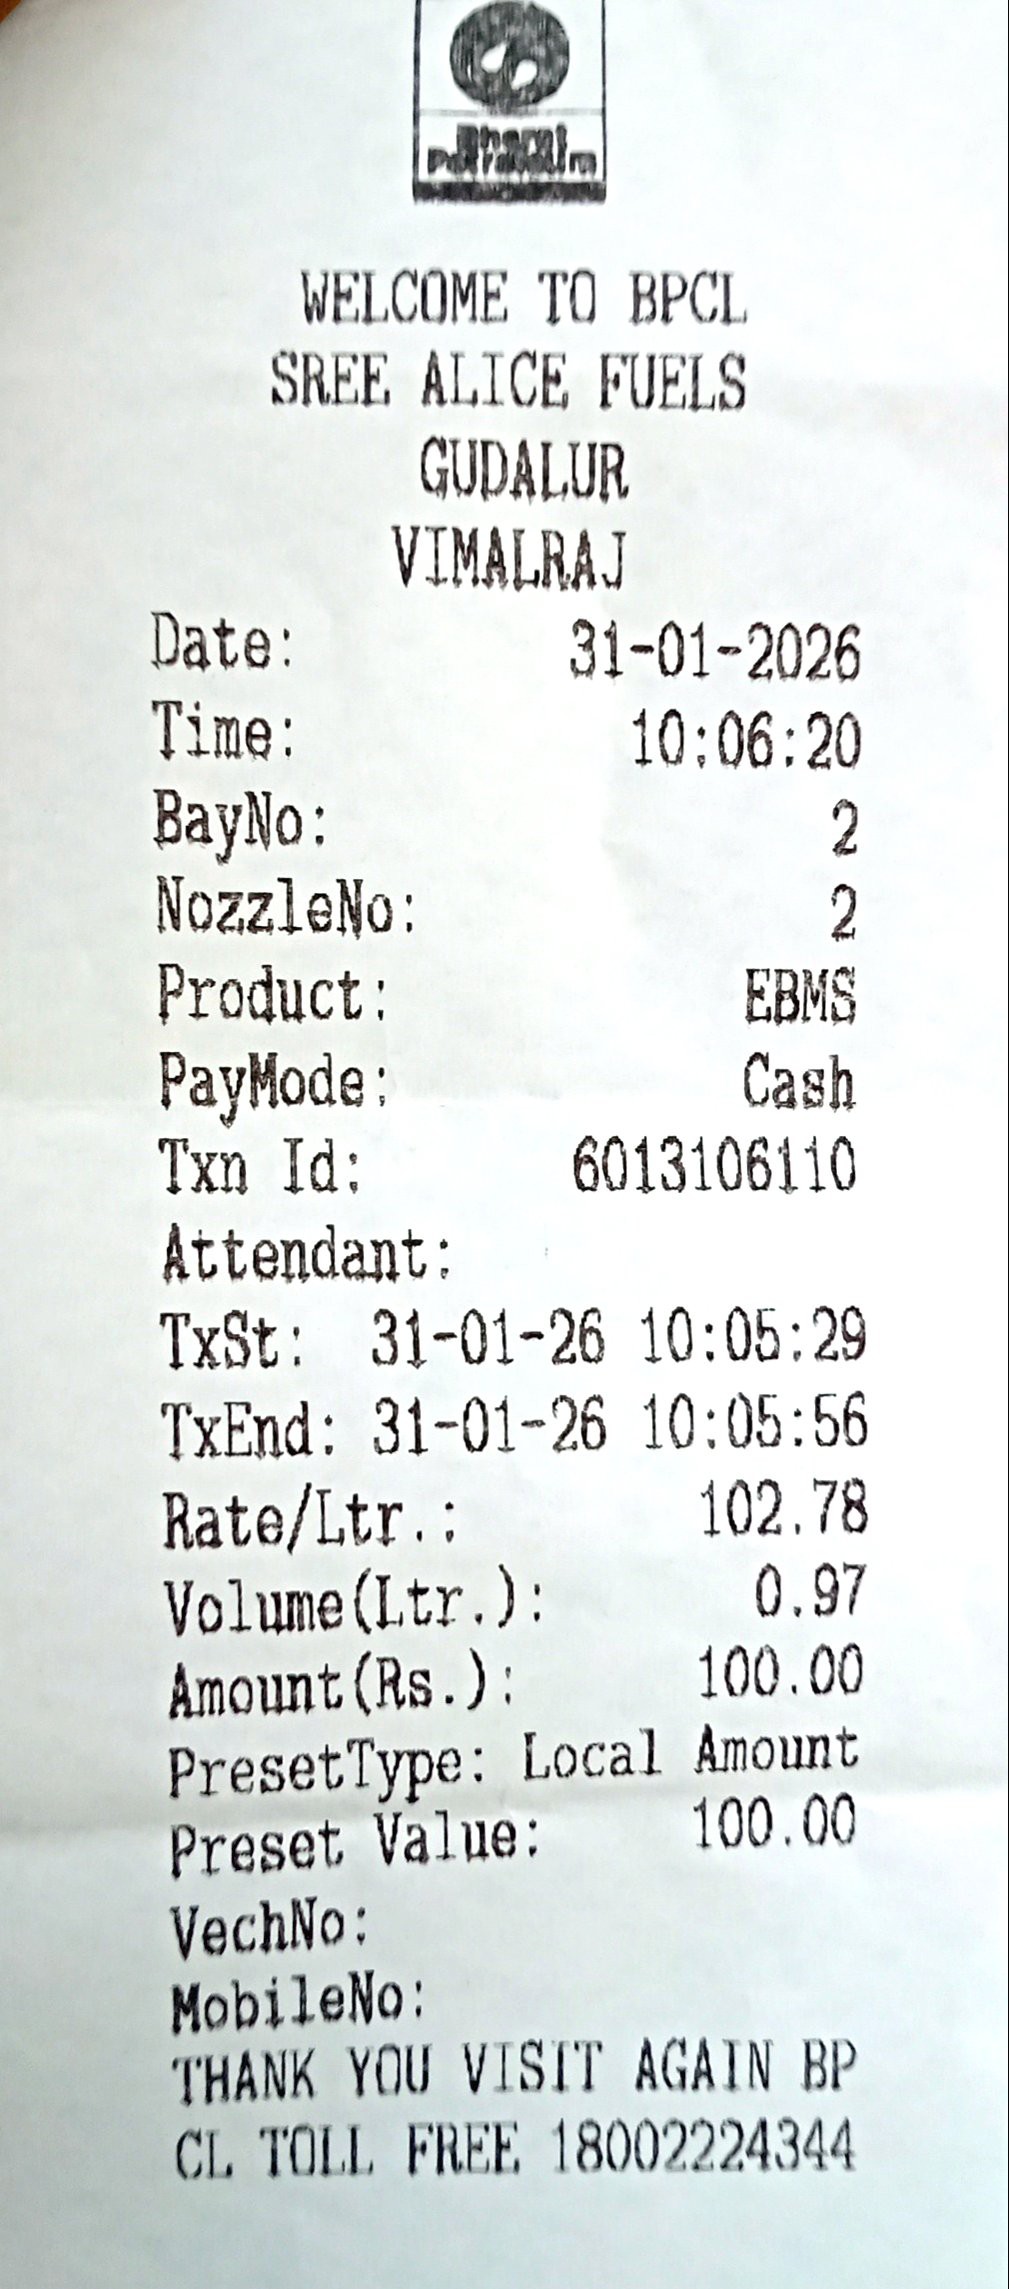 Bharat
Petroleum
WELCOME TO BPCL
SREE ALICE FUELS
GUDALUR
VIMALRAJ
Date: 31-01-2026
Time: 10:06:20
BayNo: 2
NozzleNo: 2
Product: EBMS
PayMode: Cash
Txn Id: 6013106110
Attendant:
TxSt: 31-01-26 10:05:29
TxEnd: 31-01-26 10:05:56
Rate/Ltr.: 102.78
Volume(Ltr.): 0.97
Amount(Rs.): 100.00
PresetType: Local Amount
Preset Value: 100.00
VechNo:
MobileNo:
THANK YOU VISIT AGAIN BP
CL TOLL FREE 18002224344